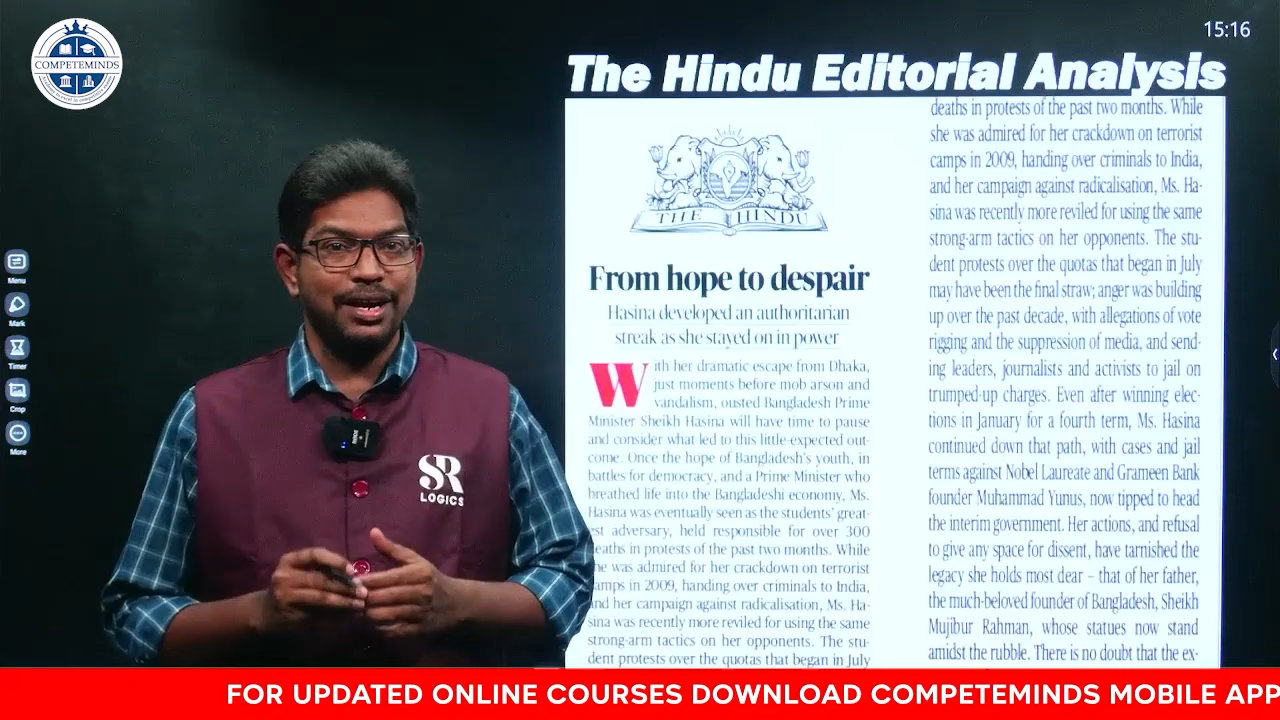 COMPETEMINDS
15:16
The Hindu Editorial Analysis
Menu
Mark
Timer
Crop
More
SR
LOGICS
THE HINDU
From hope to despair
Hasina developed an authoritarian
streak as she stayed on in power
With her dramatic escape from Dhaka,
just moments before mob arson and
vandalism, ousted Bangladesh Prime
Minister Sheikh Hasina will have time to pause
and consider what led to this little-expected out-
come. Once the hope of Bangladesh's youth, in
battles for democracy, and a Prime Minister who
breathed life into the Bangladeshi economy, Ms.
Hasina was eventually seen as the students' great-
est adversary, held responsible for over 300
deaths in protests of the past two months. While
she was admired for her crackdown on terrorist
camps in 2009, handing over criminals to India,
and her campaign against radicalisation, Ms. Ha-
sina was recently more reviled for using the same
strong-arm tactics on her opponents. The stu-
dent protests over the quotas that began in July
deaths in protests of the past two months. While
she was admired for her crackdown on terrorist
camps in 2009, handing over criminals to India,
and her campaign against radicalisation, Ms. Ha-
sina was recently more reviled for using the same
strong-arm tactics on her opponents. The stu-
dent protests over the quotas that began in July
may have been the final straw; anger was building
up over the past decade, with allegations of vote
rigging and the suppression of media, and send-
ing leaders, journalists and activists to jail on
trumped-up charges. Even after winning elec-
tions in January for a fourth term, Ms. Hasina
continued down that path, with cases and jail
terms against Nobel Laureate and Grameen Bank
founder Muhammad Yunus, now tipped to head
the interim government. Her actions, and refusal
to give any space for dissent, have tarnished the
legacy she holds most dear – that of her father,
the much-beloved founder of Bangladesh, Sheikh
Mujibur Rahman, whose statues now stand
amidst the rubble. There is no doubt that the ex-
FOR UPDATED ONLINE COURSES DOWNLOAD COMPETEMINDS MOBILE APP